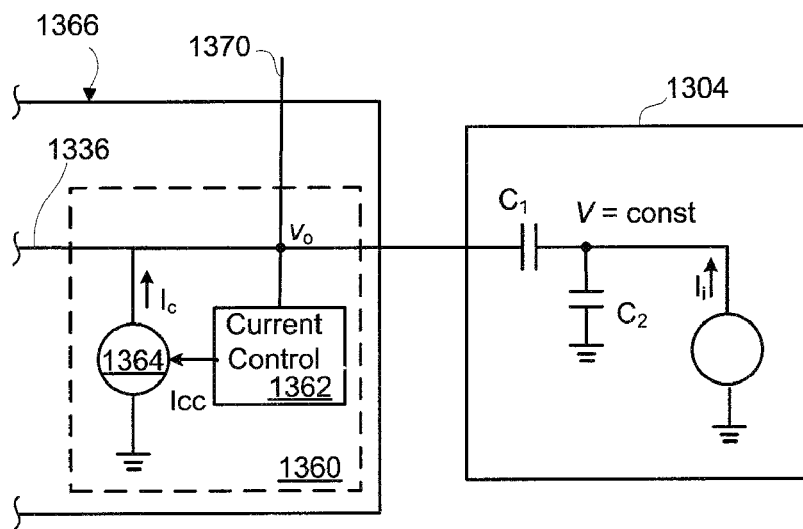 1370
1366
1304
1336
C1
V = const
vo
Ic
Ii
C2
Current
Control
1362
1364
Icc
1360